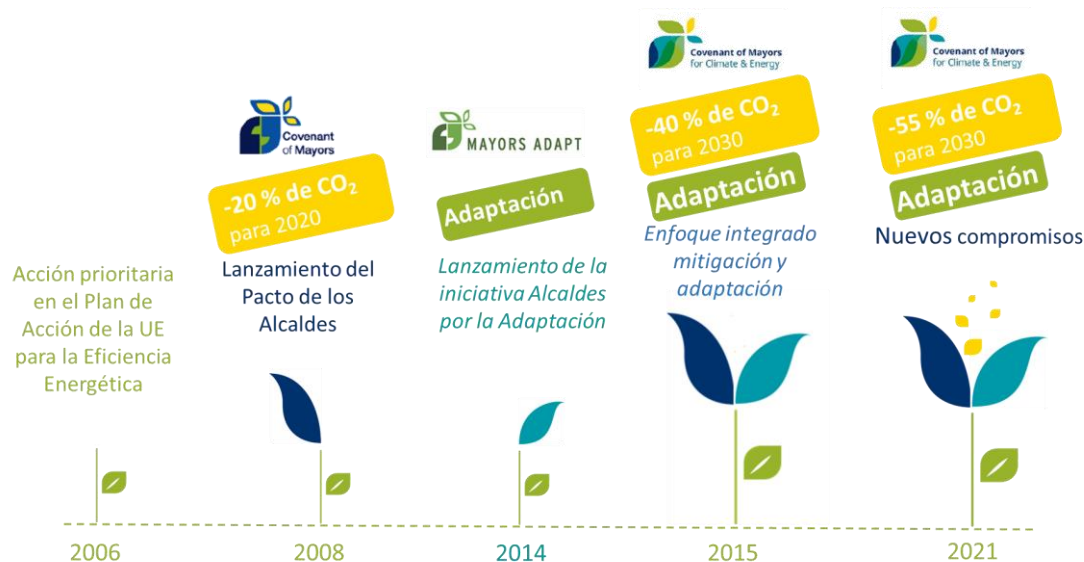 Acción prioritaria
en el Plan de
Acción de la UE
para la Eficiencia
Energética
2006
Covenant
of Mayors
-20 % de CO₂
para 2020
Lanzamiento del
Pacto de los
Alcaldes
2008
MAYORS ADAPT
Adaptación
Lanzamiento de la
iniciativa Alcaldes
por la Adaptación
2014
Covenant of Mayors
for Climate & Energy
-40 % de CO₂
para 2030
Adaptación
Enfoque integrado
mitigación y
adaptación
2015
Covenant of Mayors
for Climate & Energy
-55 % de CO₂
para 2030
Adaptación
Nuevos compromisos
2021